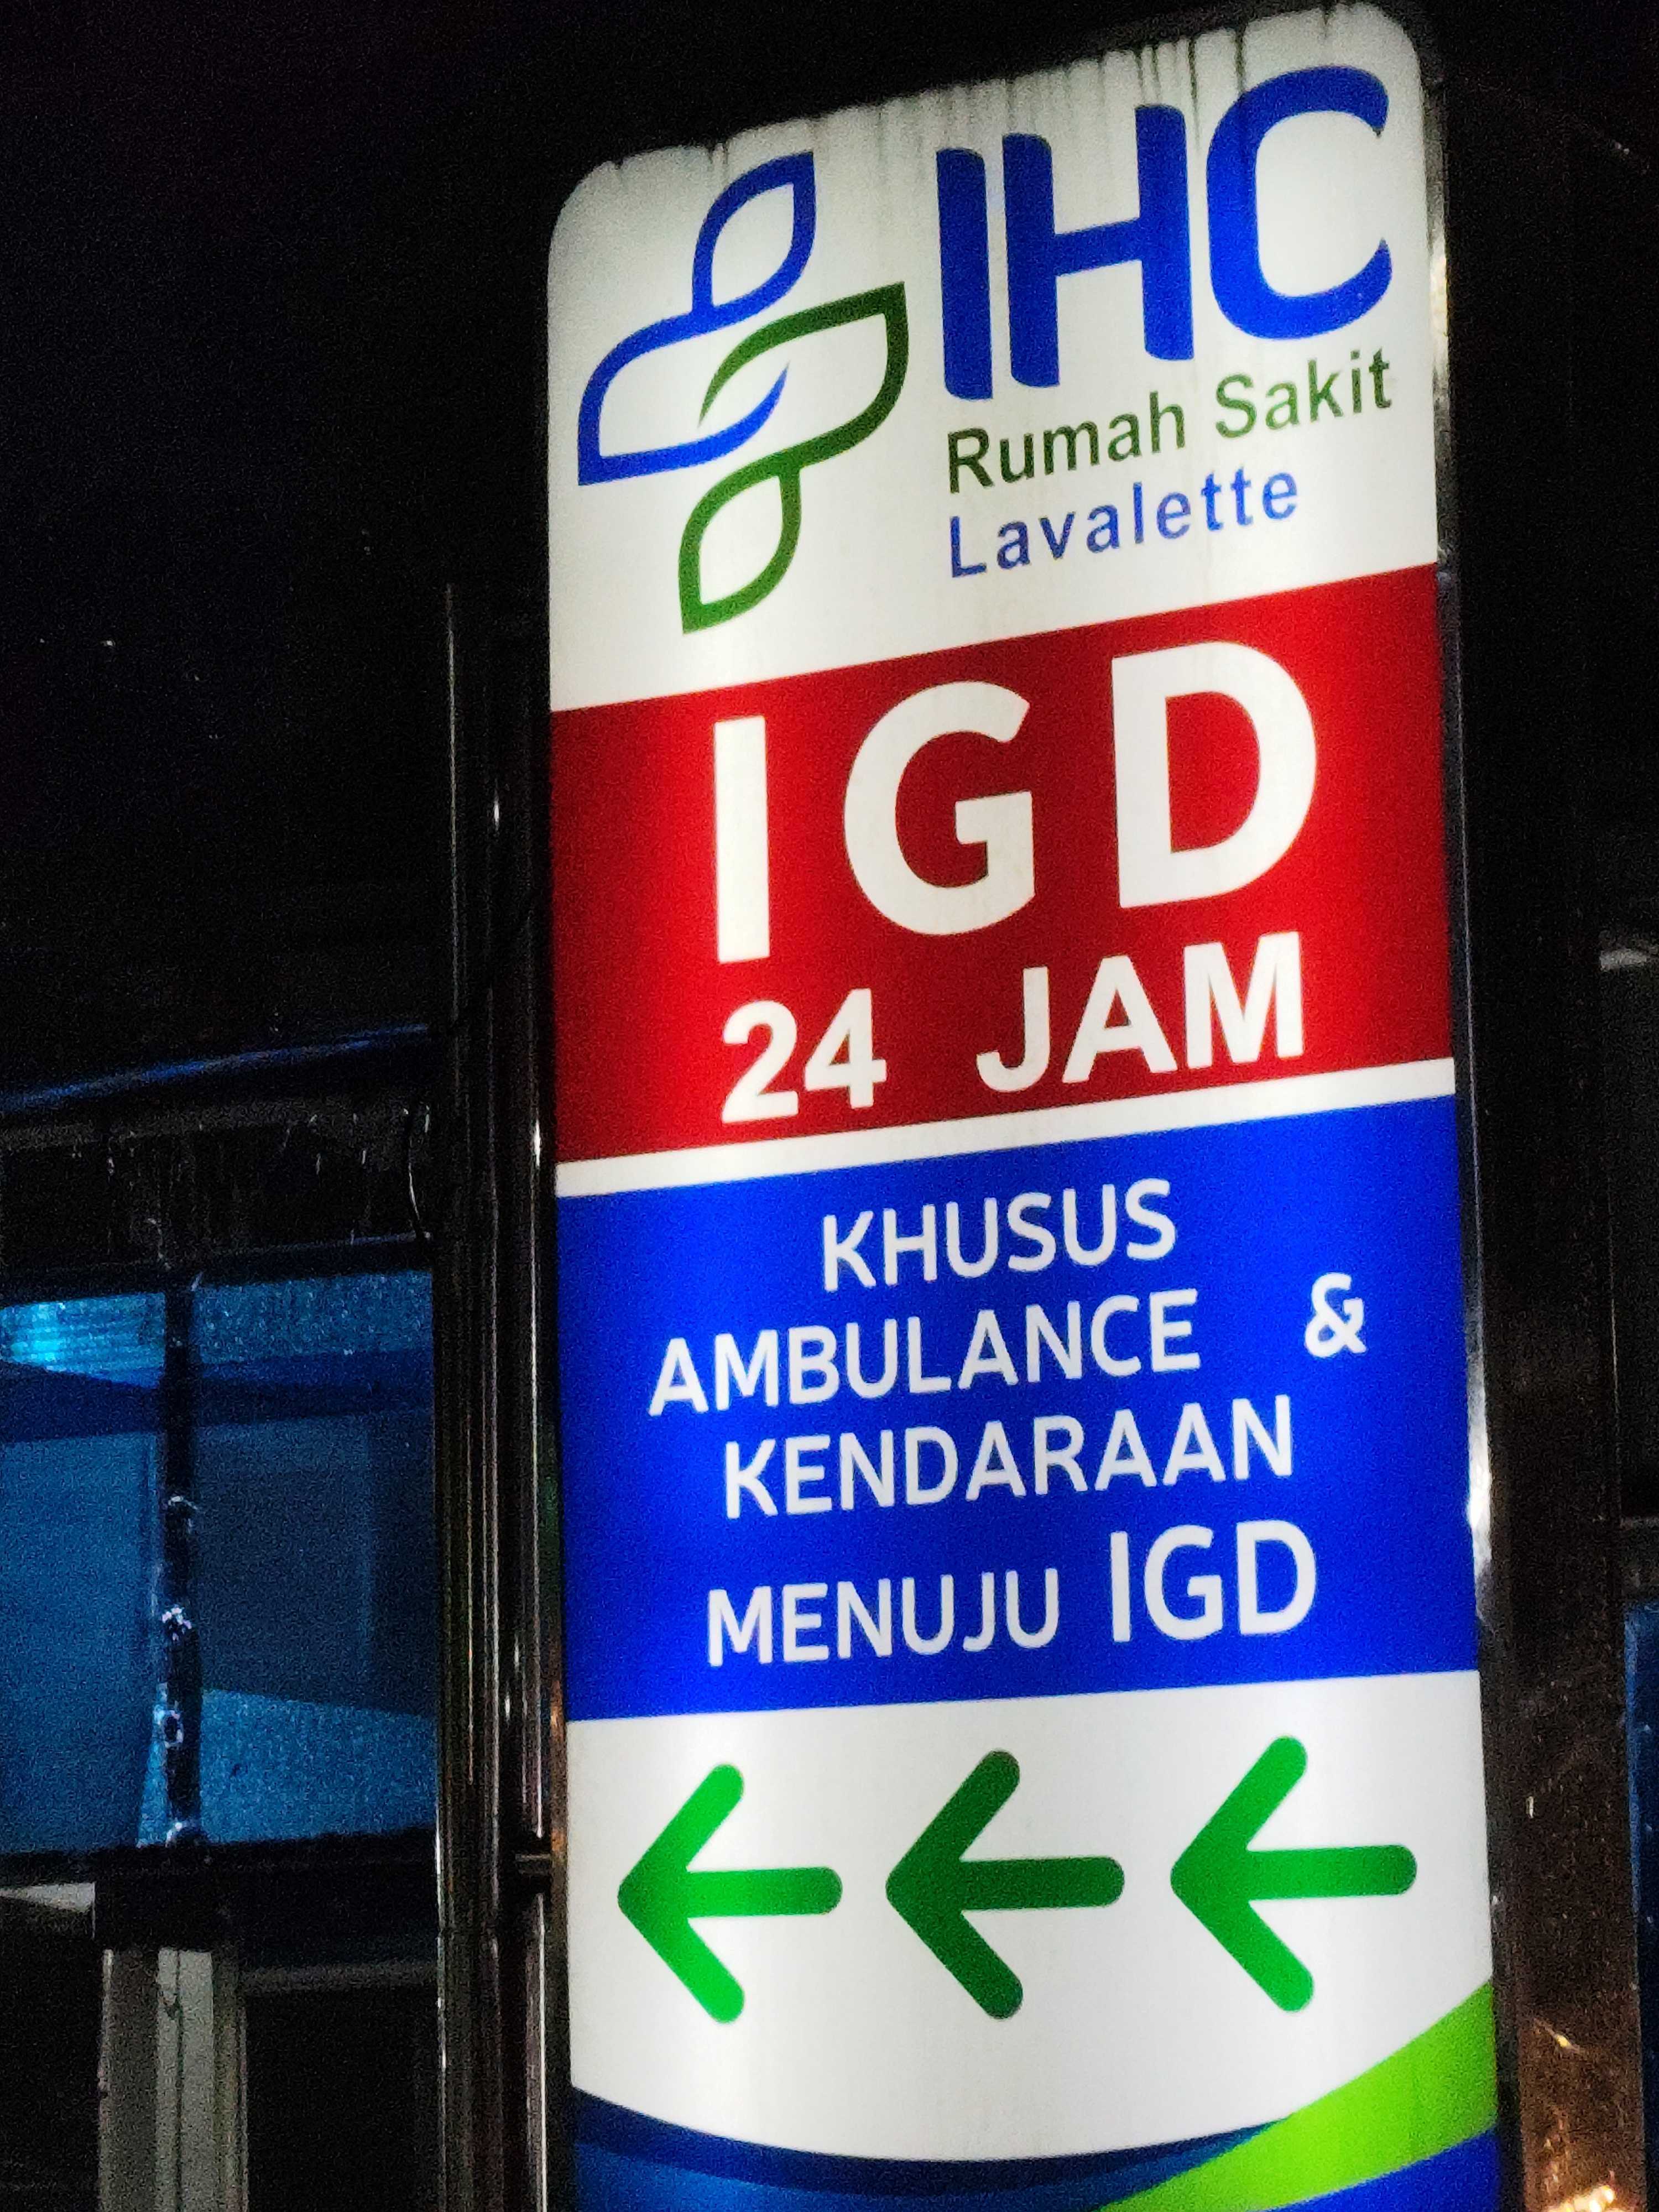 IHC
Rumah Sakit
Lavalette
IGD
24 JAM
KHUSUS
AMBULANCE &
KENDARAAN
MENUJU IGD